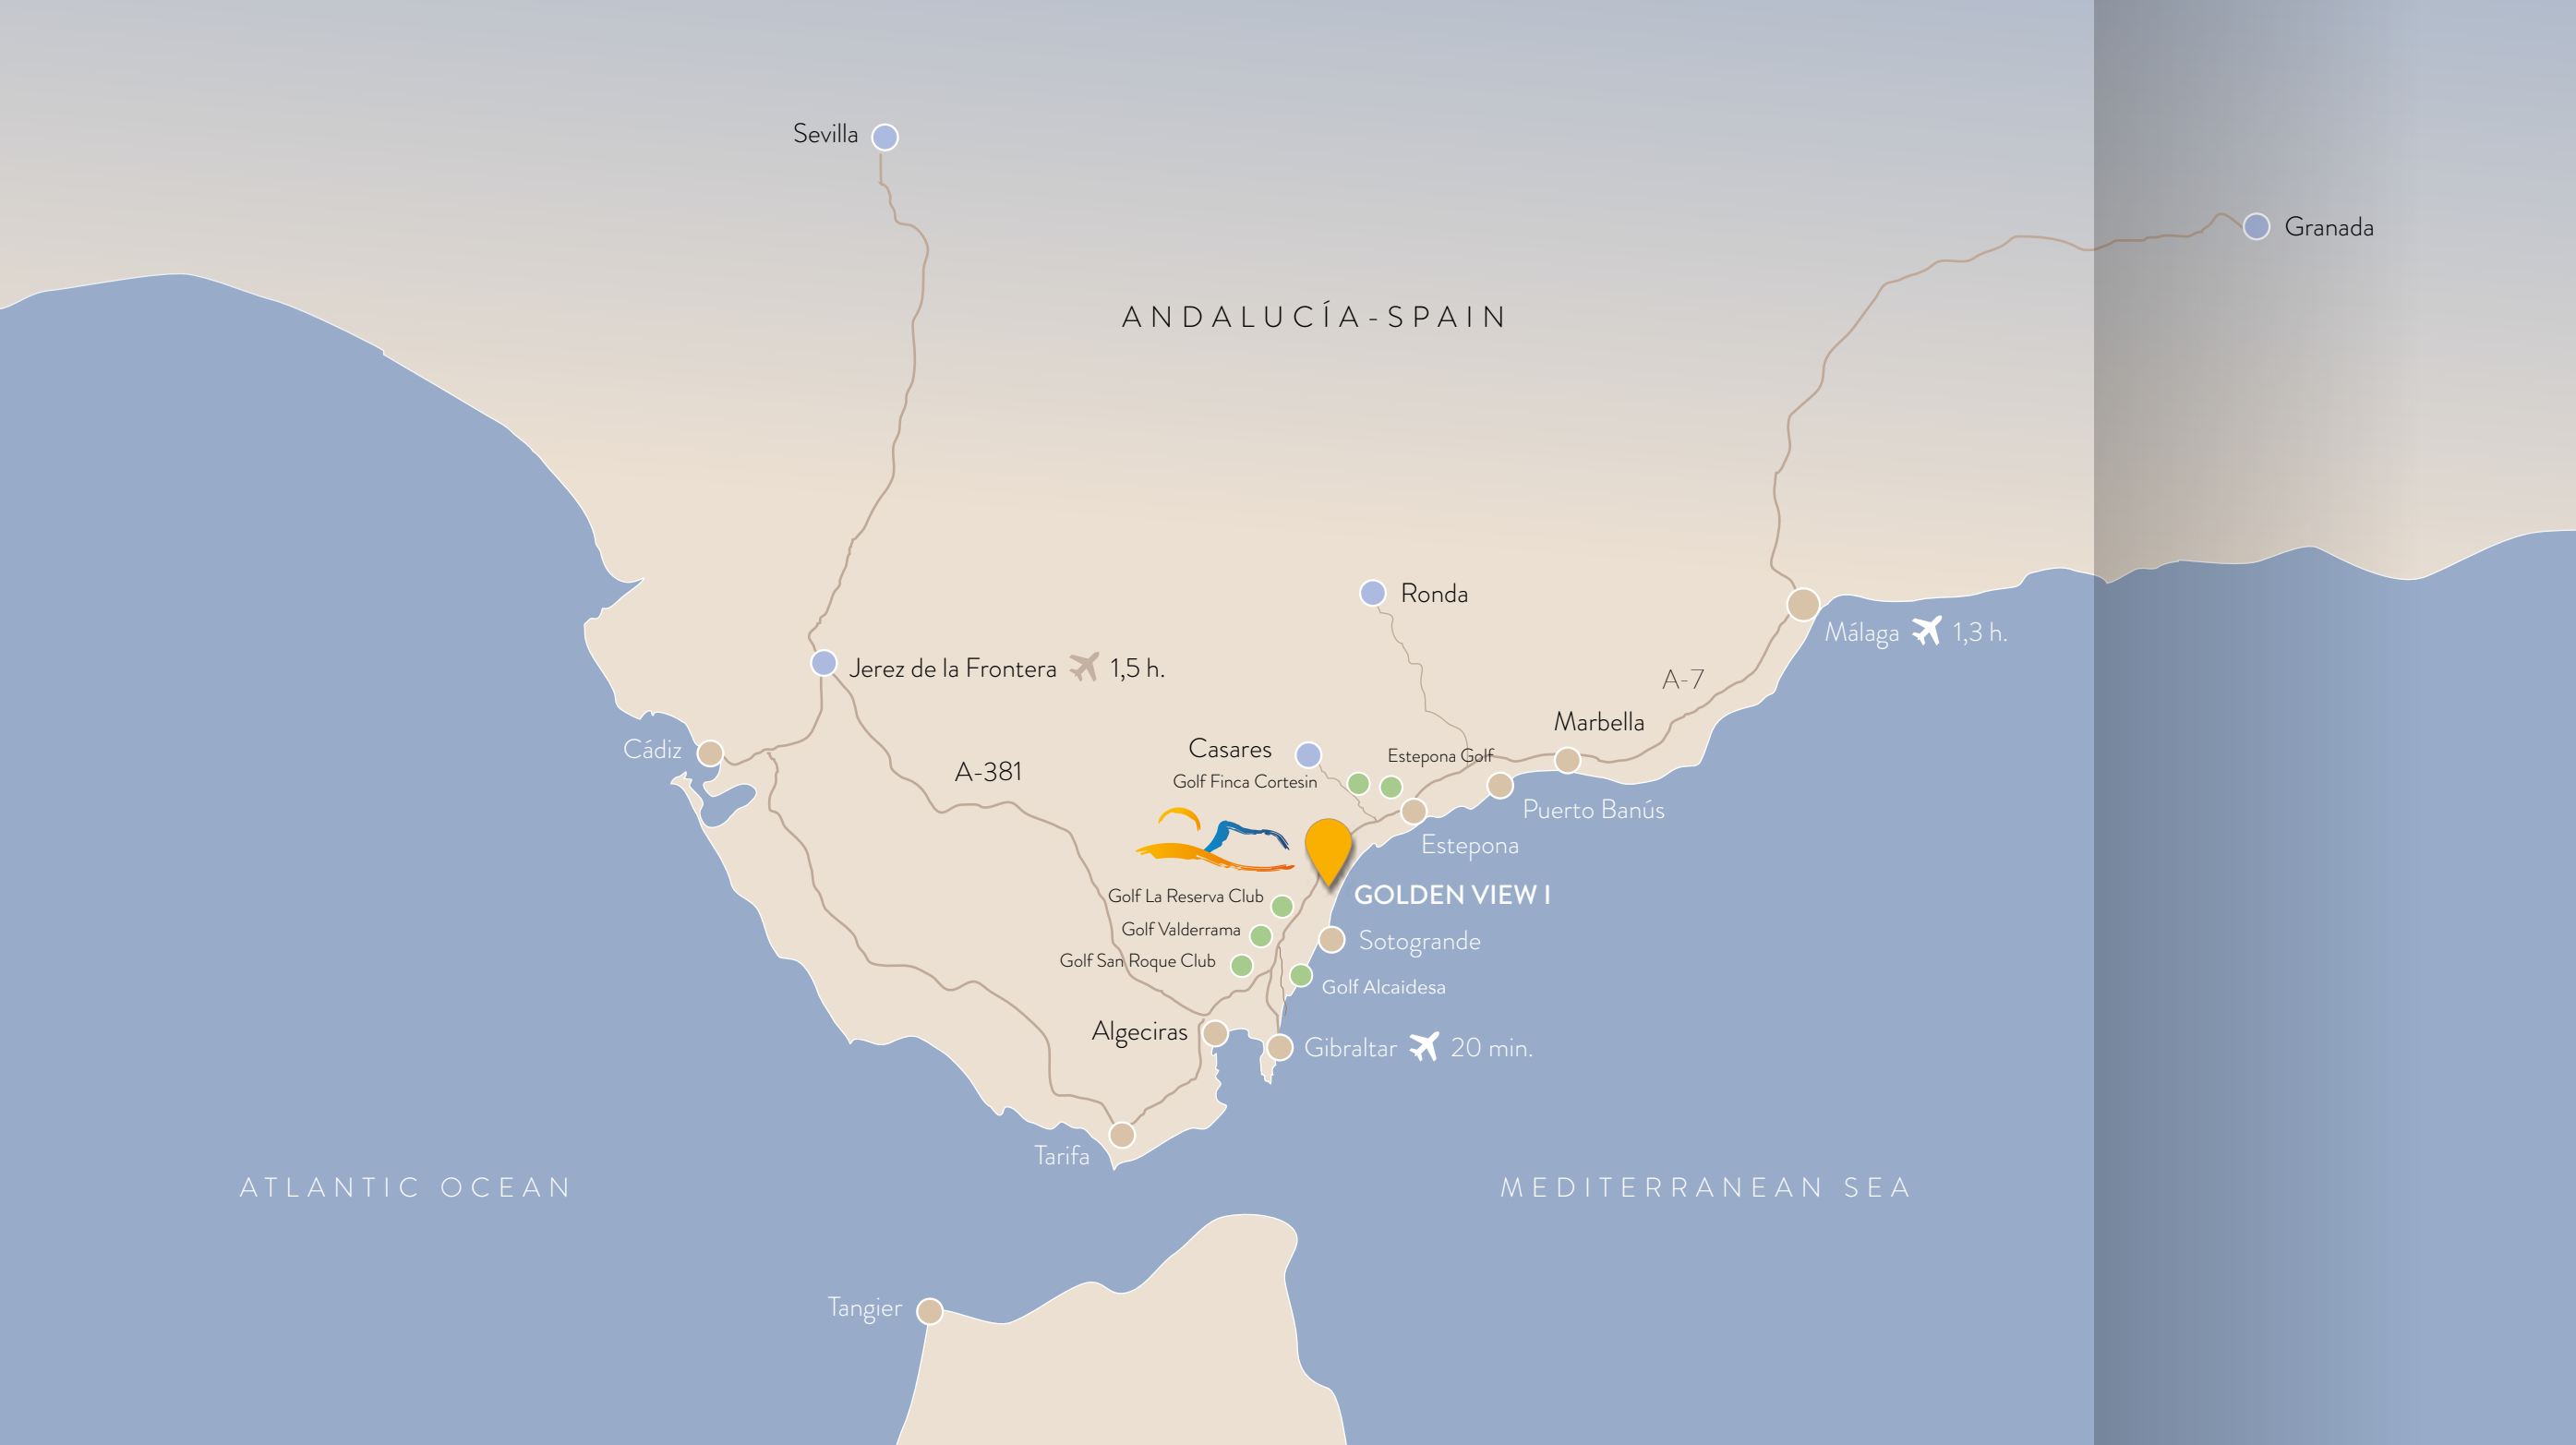 Sevilla
Granada
ANDALUCÍA-SPAIN
Ronda
Málaga 1,3 h.
Jerez de la Frontera 1,5 h.
A-7
Marbella
Cádiz
Casares
Estepona Golf
A-381
Golf Finca Cortesin
Puerto Banús
Estepona
Golf La Reserva Club
GOLDEN VIEW I
Golf Valderrama
Sotogrande
Golf San Roque Club
Golf Alcaidesa
Algeciras
Gibraltar 20 min.
Tarifa
ATLANTIC OCEAN
MEDITERRANEAN SEA
Tangier